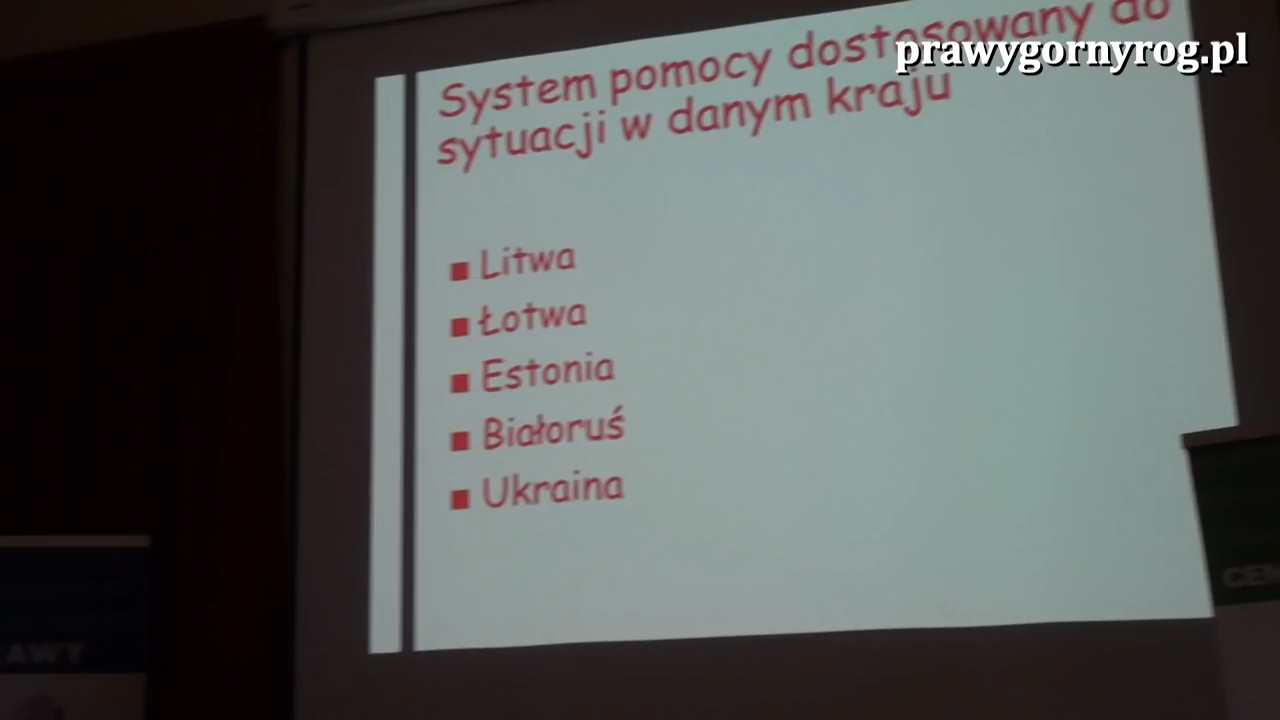 prawygornyrog.pl
System pomocy dostosowany do
sytuacji w danym kraju
Litwa
Łotwa
Estonia
Białoruś
Ukraina